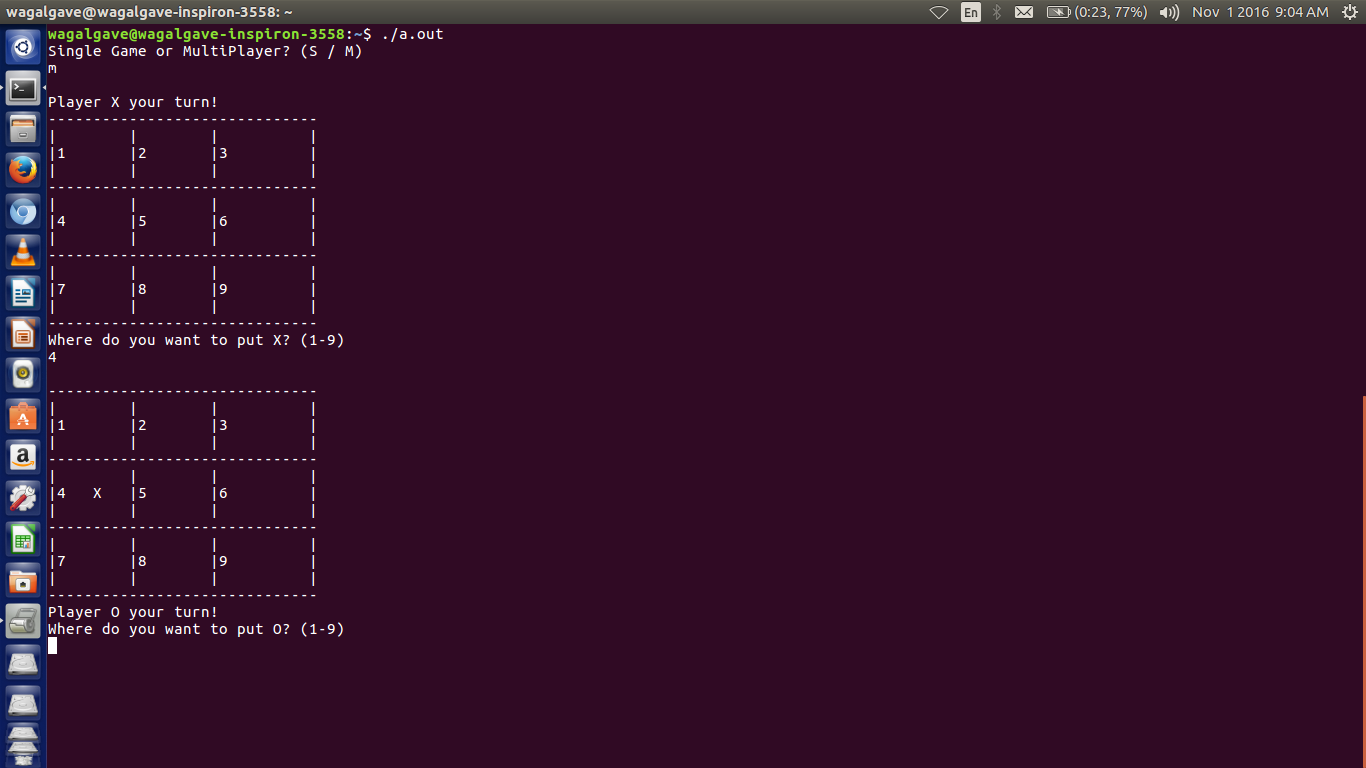 wagalgave@wagalgave-inspiron-3558: ~ En (0:23, 77%) Nov 1 2016 9:04 AM
wagalgave@wagalgave-inspiron-3558:~$ ./a.out
Single Game or MultiPlayer? (S / M)
m
Player X your turn!
------------------------------
|        |        |          |
|1       |2       |3         |
|        |        |          |
------------------------------
|        |        |          |
|4       |5       |6         |
|        |        |          |
------------------------------
|        |        |          |
|7       |8       |9         |
|        |        |          |
------------------------------
Where do you want to put X? (1-9)
4
------------------------------
|        |        |          |
|1       |2       |3         |
|        |        |          |
------------------------------
|        |        |          |
|4   X   |5       |6         |
|        |        |          |
------------------------------
|        |        |          |
|7       |8       |9         |
|        |        |          |
------------------------------
Player O your turn!
Where do you want to put O? (1-9)